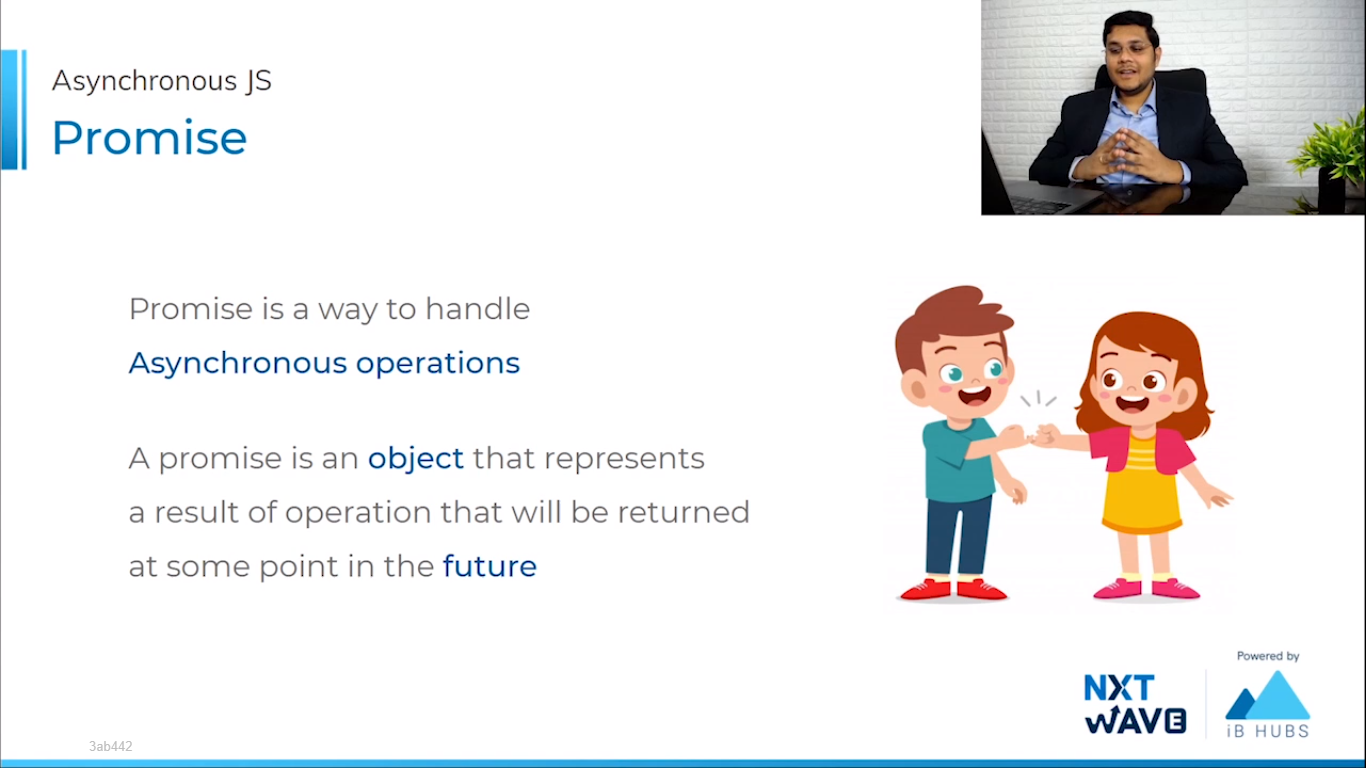 Asynchronous JS
Promise
Promise is a way to handle
Asynchronous operations
A promise is an object that represents
a result of operation that will be returned
at some point in the future
Powered by
NXT
WAVE
iB HUBS
3ab442